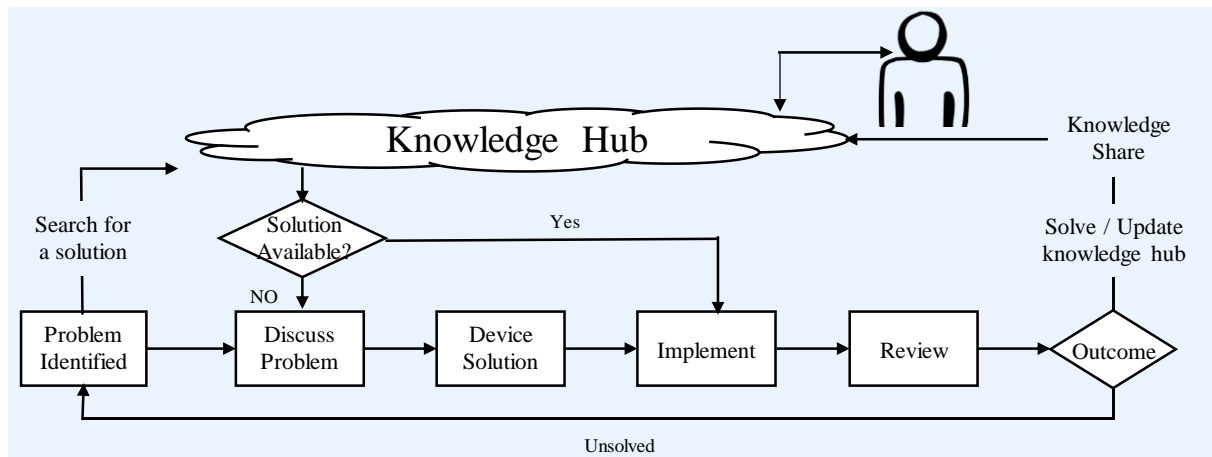 Knowledge Hub
Knowledge
Share
Search for
a solution
Solution
Available?
Yes
Solve / Update
knowledge hub
NO
Problem
Identified
Discuss
Problem
Device
Solution
Implement
Review
Outcome
Unsolved